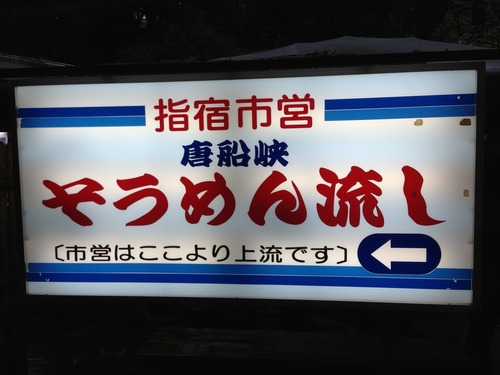 指宿市営
唐船峡
そうめん流し
〔市営はここより上流です〕